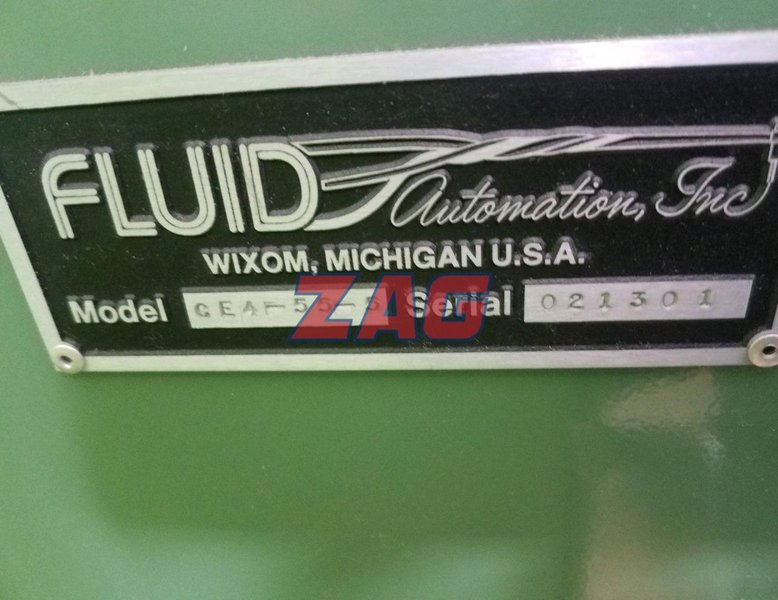 FLUID Automation, Inc
WIXOM, MICHIGAN U.S.A.
Model Serial 021301
ZAG